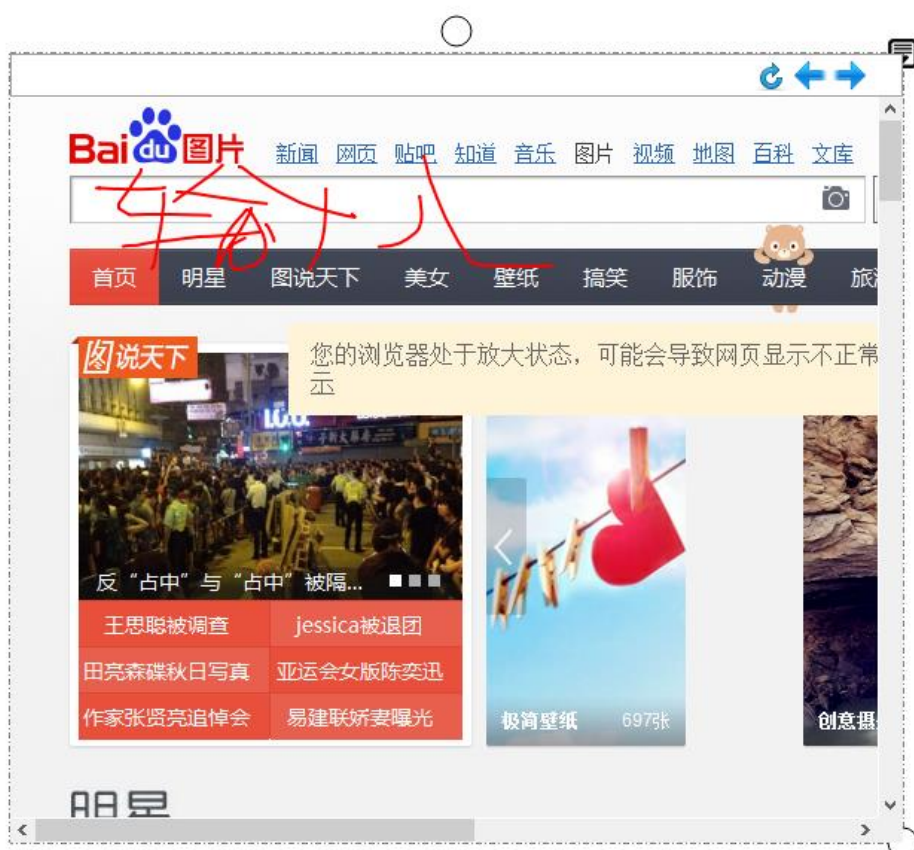 Bai du 图片 新闻 网页 贴吧 知道 音乐 图片 视频 地图 百科 文库
首页 明星 图说天下 美女 壁纸 搞笑 服饰 动漫
图说天下
您的浏览器处于放大状态，可能会导致网页显示不正常
示
反“占中”与“占中”被隔...
王思聪被调查 jessica被退团
田亮森碟秋日写真 亚运会女版陈奕迅
作家张贤亮追悼会 易建联娇妻曝光
极简壁纸 697张
创意摄
明星